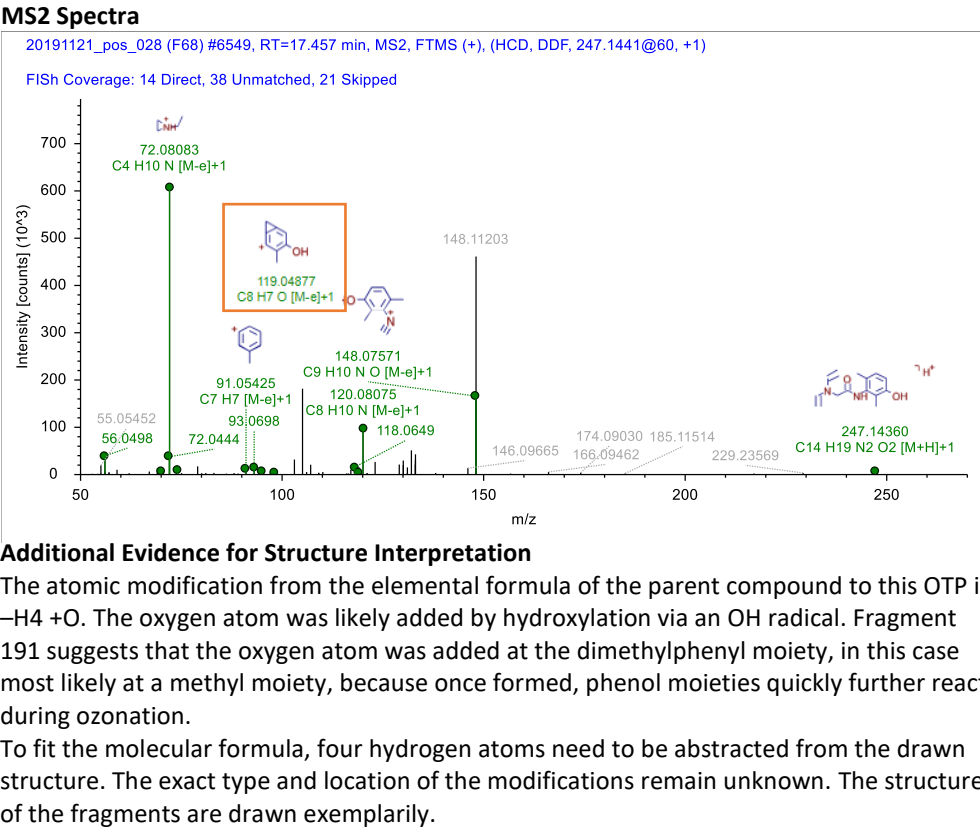 MS2 Spectra
20191121_pos_028 (F68) #6549, RT=17.457 min, MS2, FTMS (+), (HCD, DDF, 247.1441@60, +1)
FISh Coverage: 14 Direct, 38 Unmatched, 21 Skipped
Intensity [counts] (10^3)
700
600
500
400
300
200
100
0
NH
+
72.08083
C4 H10 N [M-e]+1
+
OH
119.04877
C8 H7 O [M-e]+1
148.11203
O
N
+
148.07571
C9 H10 N O [M-e]+1
+
91.05425
C7 H7 [M-e]+1
120.08075
C8 H10 N [M-e]+1
93.0698
118.0649
55.05452
56.0498
72.0444
146.09665
166.09462
174.09030
185.11514
229.23569
H+
N
O
NH
OH
247.14360
C14 H19 N2 O2 [M+H]+1
50
100
150
200
250
m/z
Additional Evidence for Structure Interpretation
The atomic modification from the elemental formula of the parent compound to this OTP i
–H4 +O. The oxygen atom was likely added by hydroxylation via an OH radical. Fragment
191 suggests that the oxygen atom was added at the dimethylphenyl moiety, in this case
most likely at a methyl moiety, because once formed, phenol moieties quickly further react
during ozonation.
To fit the molecular formula, four hydrogen atoms need to be abstracted from the drawn
structure. The exact type and location of the modifications remain unknown. The structure
of the fragments are drawn exemplarily.